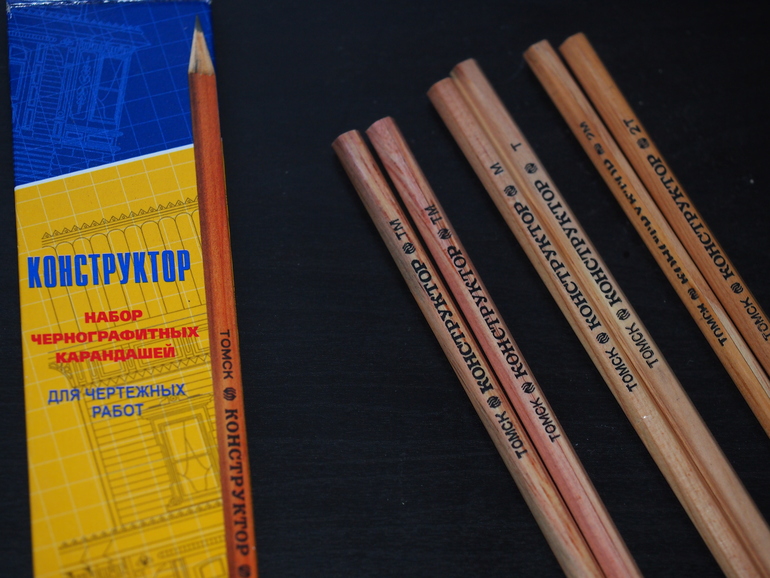 КОНСТРУКТОР
НАБОР
ЧЕРНОГРАФИТНЫХ
КАРАНДАШЕЙ
ДЛЯ ЧЕРТЕЖНЫХ
РАБОТ
ТОМСК КОНСТРУКТОР
ТОМСК КОНСТРУКТОР ТМ
ТОМСК КОНСТРУКТОР ТМ
ТОМСК КОНСТРУКТОР М
ТОМСК КОНСТРУКТОР Т
ТОМСК КОНСТРУКТОР 2М
ТОМСК КОНСТРУКТОР 2Т